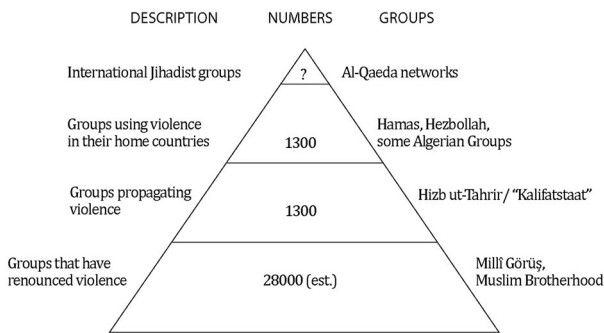 DESCRIPTION NUMBERS GROUPS
International Jihadist groups ? Al-Qaeda networks
Groups using violence
in their home countries
1300
Hamas, Hezbollah,
some Algerian Groups
Groups propagating
violence
1300
Hizb ut-Tahrir/ “Kalifatstaat”
Groups that have
renounced violence
28000 (est.)
Millî Görüş,
Muslim Brotherhood